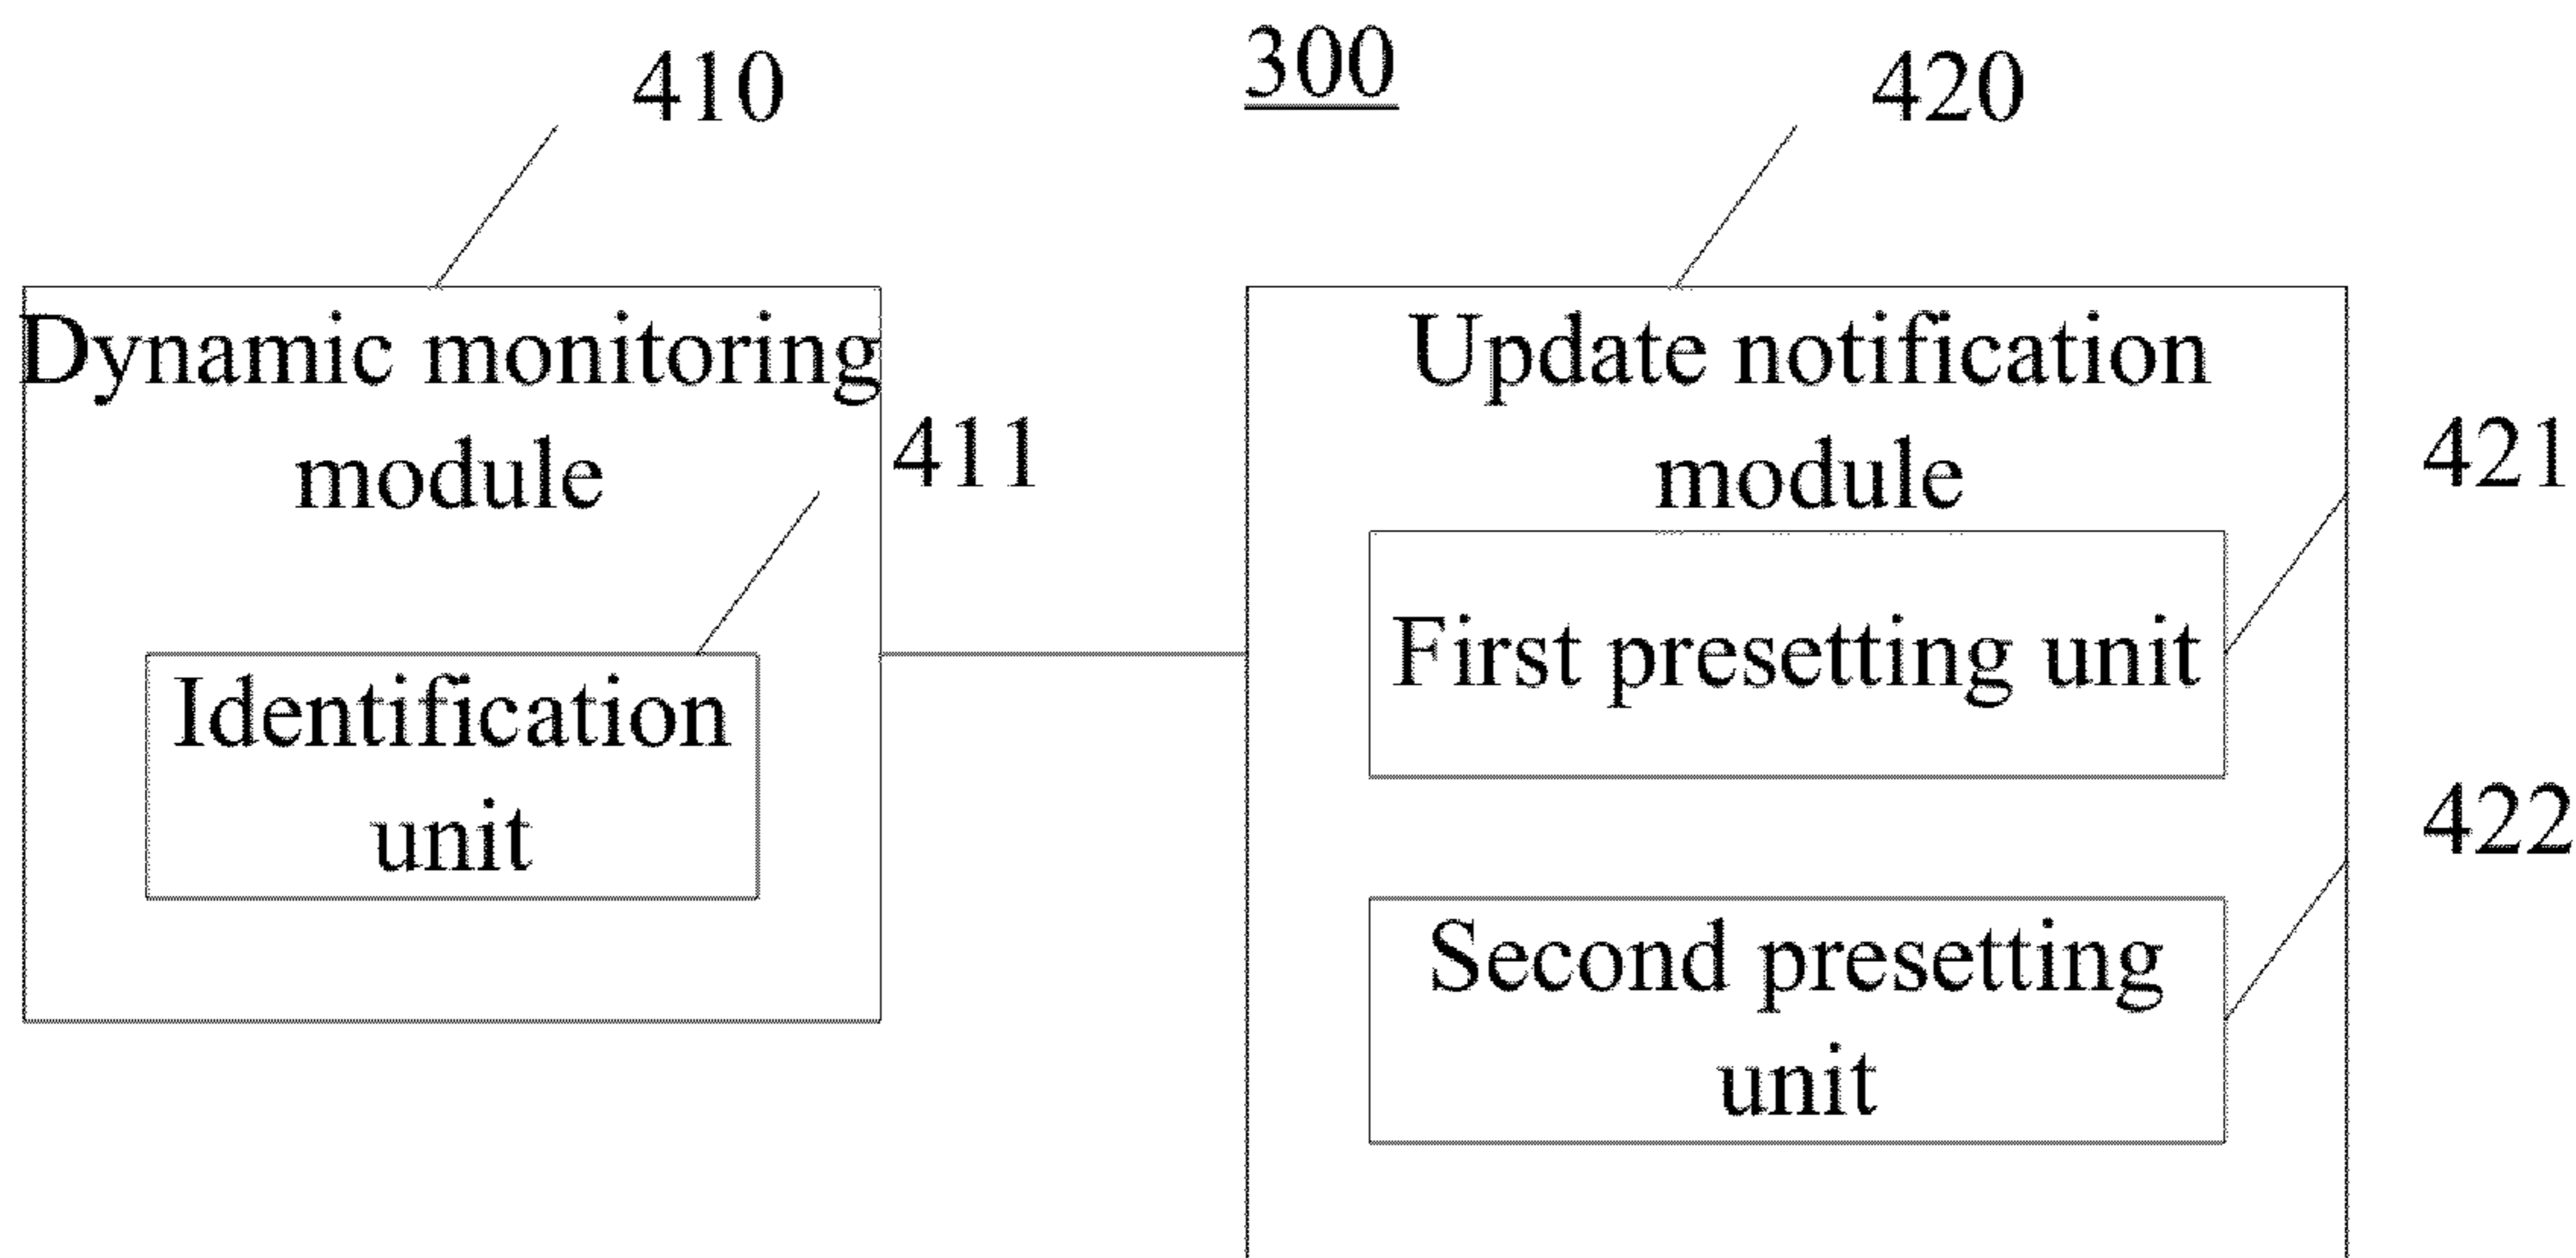 300
410
420
Dynamic monitoring
module
411
Identification
unit
Update notification
module
421
First presetting unit
422
Second presetting
unit